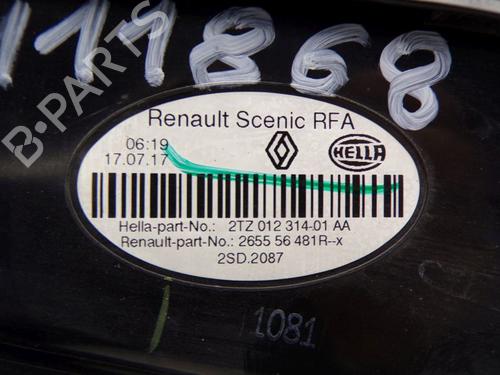 111868
Renault Scenic RFA
06:19
17.07.17
HELLA
Hella-part-No.: 2TZ 012 314-01 AA
Renault-part-No.: 2655 56 481R--x
2SD.2087
1081
B-PARTS